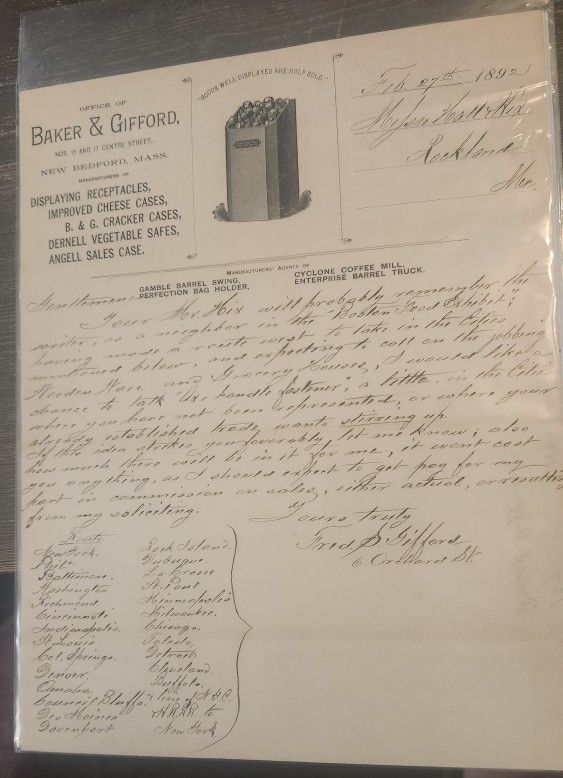 OFFICE OF
BAKER & GIFFORD,
NOS. 15 AND 17 CENTRE STREET,
NEW BEDFORD, MASS.
MANUFACTURERS OF
DISPLAYING RECEPTACLES,
IMPROVED CHEESE CASES,
B. & G. CRACKER CASES,
DERNELL VEGETABLE SAFES,
ANGELL SALES CASE.
"GOODS WELL DISPLAYED ARE HALF SOLD."
Feb 27th 1892
Messrs Hall & Hix
Rockland
Me.
MANUFACTURERS' AGENTS OF
GAMBLE BARREL SWING,
PERFECTION BAG HOLDER,
CYCLONE COFFEE MILL,
ENTERPRISE BARREL TRUCK.
Gentlemen:
Your Mr. Hix will probably remember the
writer, as a neighbor in the "Boston Food Exhibit;"
having made a route west to take in the Cities
mentioned below, and expecting to call on the jobbing
Wooden Ware and Grocery Houses, I would like a
chance to talk "axe handle fastener," a little, in the Cities
where you have not been represented, or where your
already established trade wants stirring up.
If this idea strikes you favorably, let me know; also
how much there will be in it for me, it wont cost
you anything, as I should expect to get pay for my
part in commission on sales, either actual, or resulting
from my soliciting.
Yours truly
Fred S Gifford
6 Orchard St.
Route
New York.
Phila.
Baltimore.
Washington
Richmond.
Cincinnati
Indianapolis.
St Louis
Col. Springs.
Denver.
Omaha.
Council Bluffs.
Des Moines
Davenport
Rock Island.
Dubuque.
La Crosse
St. Paul
Minneapolis
Milwaukee.
Chicago.
Toledo.
Detroit.
Cleveland.
Buffalo.
line of N.Y.C.
R.R. to
New York.